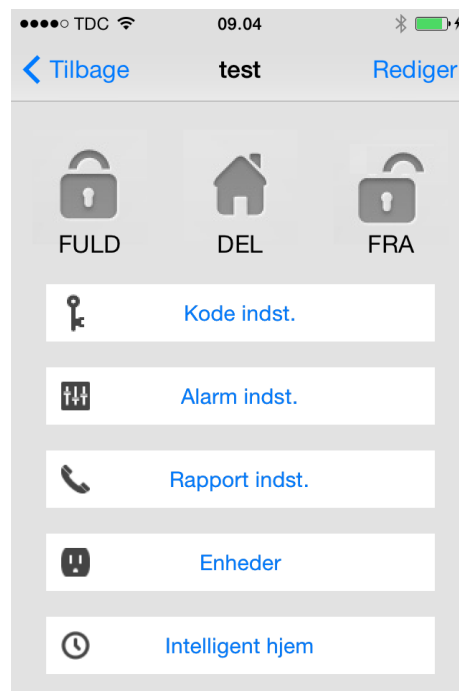 TDC 09.04
Tilbage test Rediger
FULD DEL FRA
Kode indst.
Alarm indst.
Rapport indst.
Enheder
Intelligent hjem